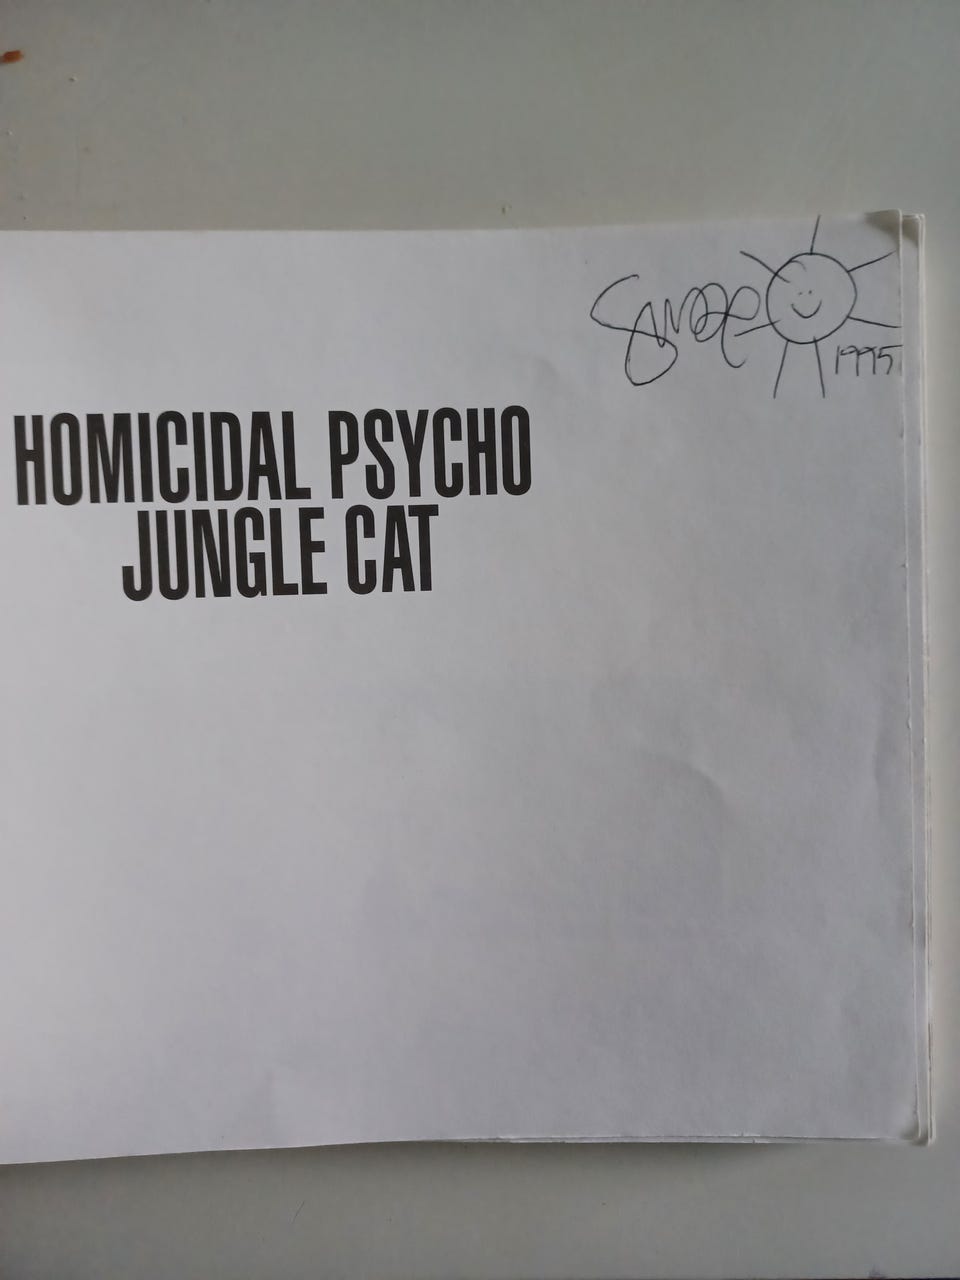 1995
HOMICIDAL PSYCHO
JUNGLE CAT